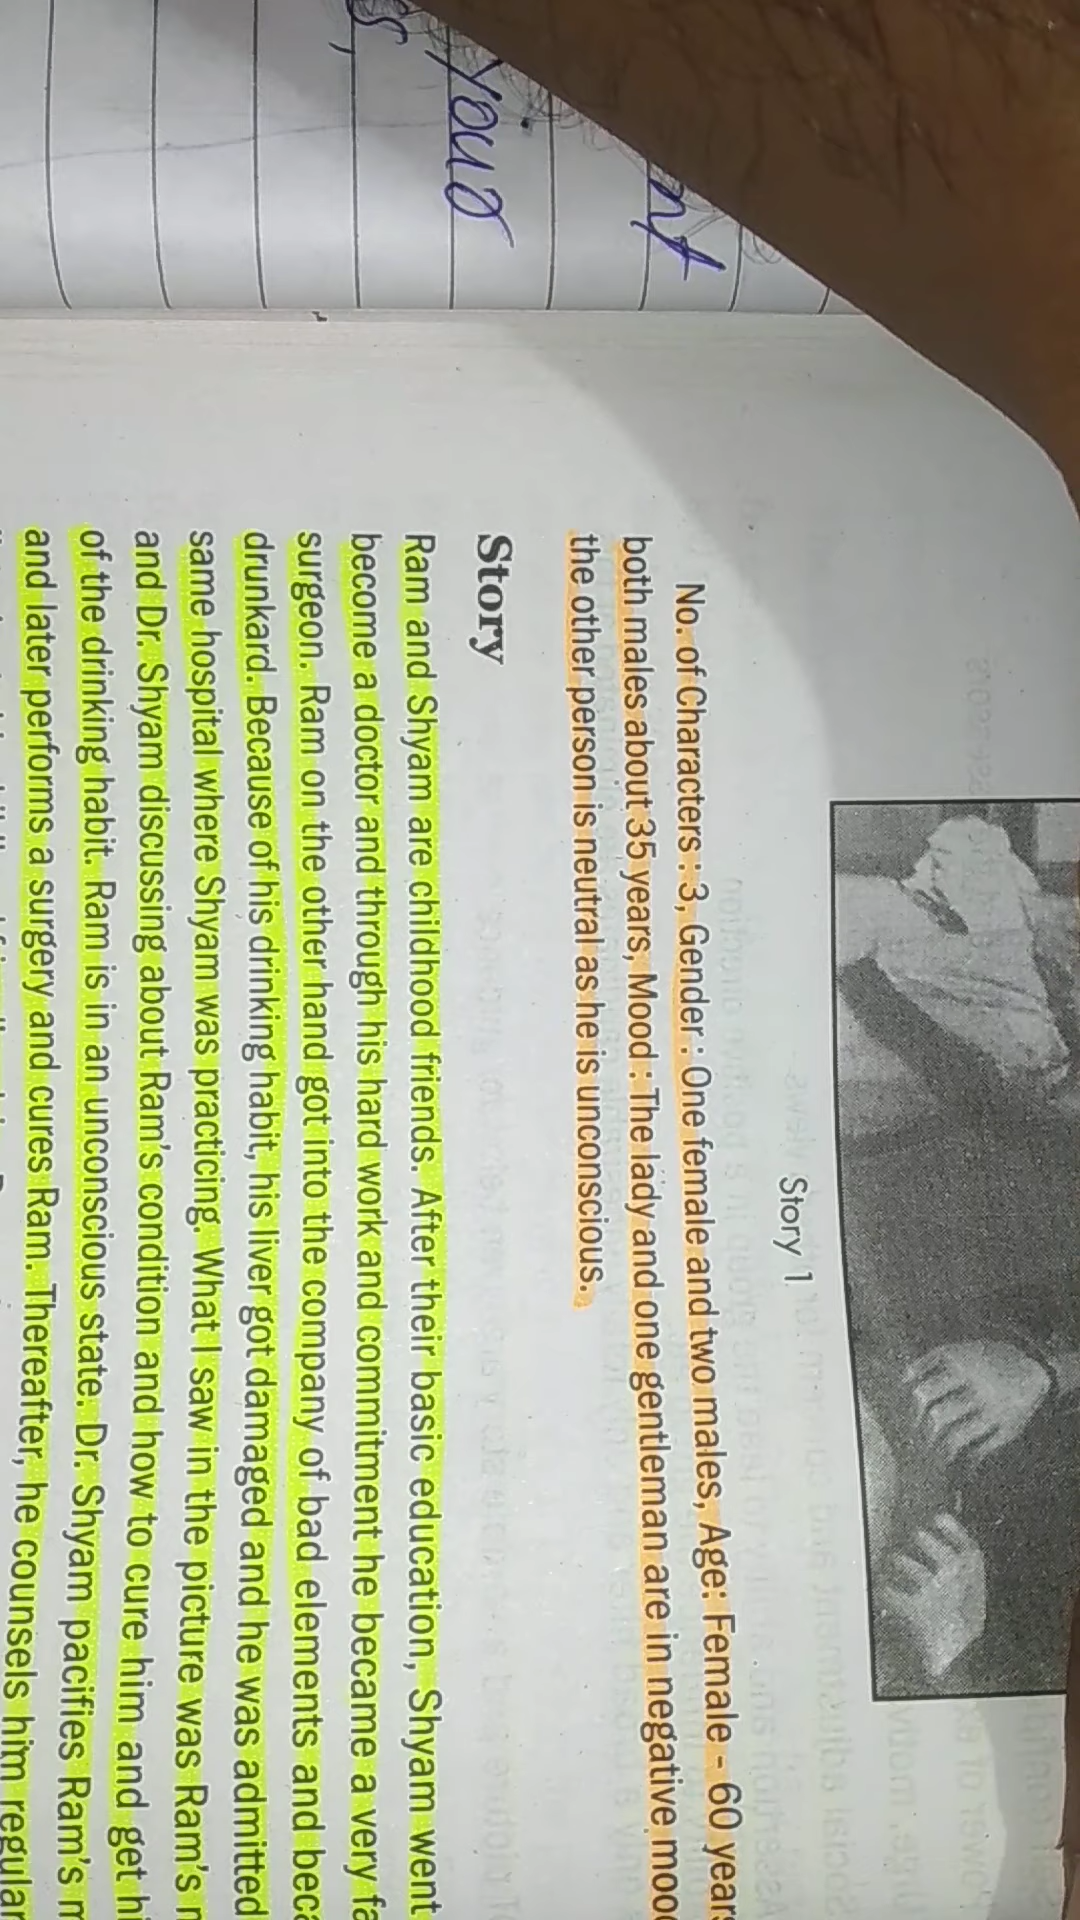 your
Story 1
No. of Characters : 3, Gender : One female and two males, Age: Female - 60 years
both males about 35 years, Mood : The lady and one gentleman are in negative mood
the other person is neutral as he is unconscious.
Story
Ram and Shyam are childhood friends. After their basic education, Shyam went
become a doctor and through his hard work and commitment he became a very fa
surgeon. Ram on the other hand got into the company of bad elements and beca
drunkard. Because of his drinking habit, his liver got damaged and he was admitted
same hospital where Shyam was practicing. What I saw in the picture was Ram's m
and Dr. Shyam discussing about Ram's condition and how to cure him and get hi
of the drinking habit. Ram is in an unconscious state. Dr. Shyam pacifies Ram's m
and later performs a surgery and cures Ram. Thereafter, he counsels him regular